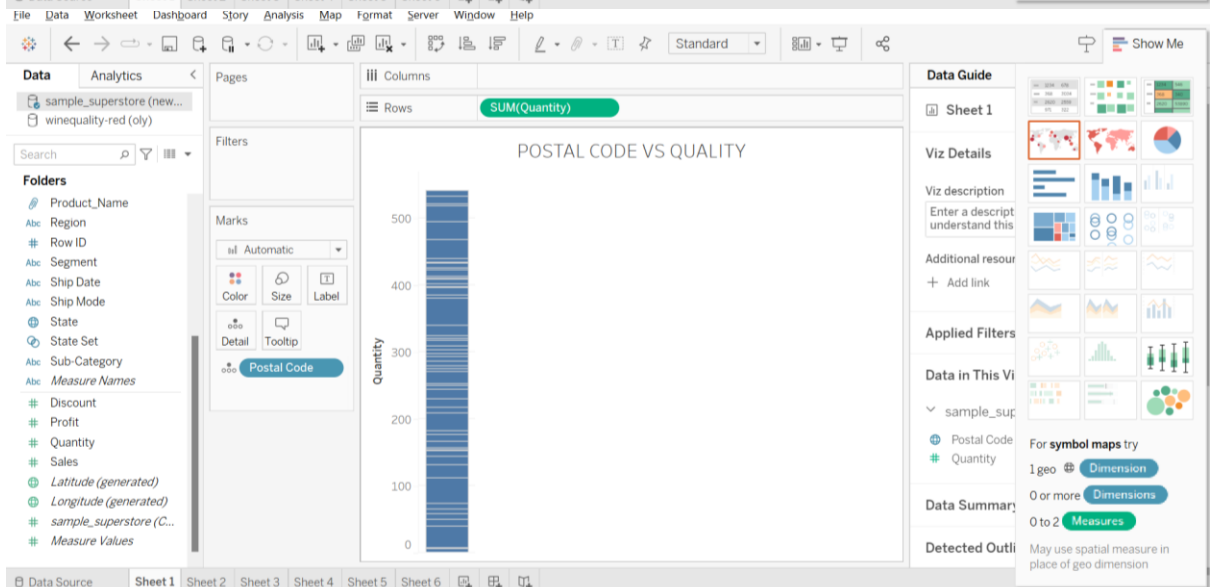 File Data Worksheet Dashboard Story Analysis Map Format Server Window Help
Standard
Show Me
Data Analytics
sample_superstore (new...
winequality-red (oly)
Search
Folders
Product_Name
Abc Region
# Row ID
Abc Segment
Abc Ship Date
Abc Ship Mode
State
State Set
Abc Sub-Category
Abc Measure Names
# Discount
# Profit
# Quantity
# Sales
Latitude (generated)
Longitude (generated)
# sample_superstore (C...
# Measure Values
Pages
Filters
Marks
Automatic
Color Size Label
Detail Tooltip
Postal Code
Columns
Rows SUM(Quantity)
POSTAL CODE VS QUALITY
Quantity
500
400
300
200
100
0
Data Guide
Sheet 1
Viz Details
Viz description
Enter a descript
understand this
Additional resour
+ Add link
Applied Filters
Data in This Vi
sample_sup
Postal Code
# Quantity
Data Summary
Detected Outli
For symbol maps try
1 geo Dimension
0 or more Dimensions
0 to 2 Measures
May use spatial measure in
place of geo dimension
Data Source Sheet 1 Sheet 2 Sheet 3 Sheet 4 Sheet 5 Sheet 6